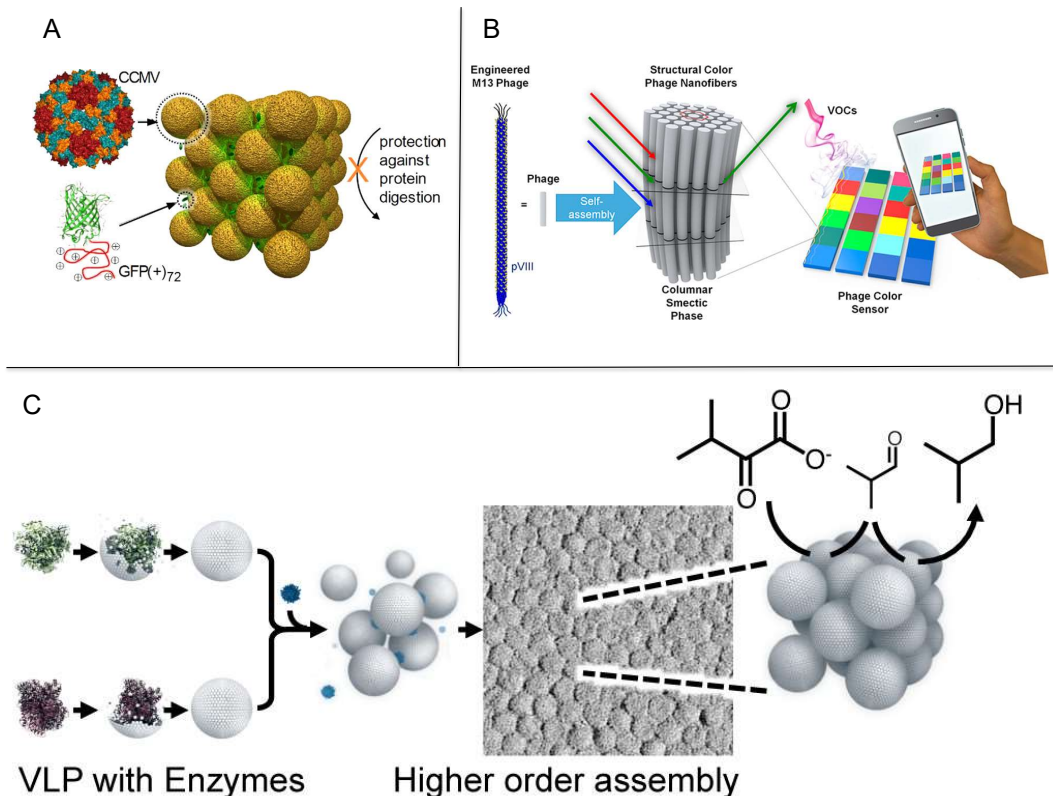 A
CCMV
protection
against
protein
digestion
GFP(+)72
B
Engineered
M13 Phage
Structural Color
Phage Nanofibers
VOCs
Phage
=
Self-
assembly
pVIII
Columnar
Smectic
Phase
Phage Color
Sensor
C
O
O
O-
O
O
OH
VLP with Enzymes
Higher order assembly